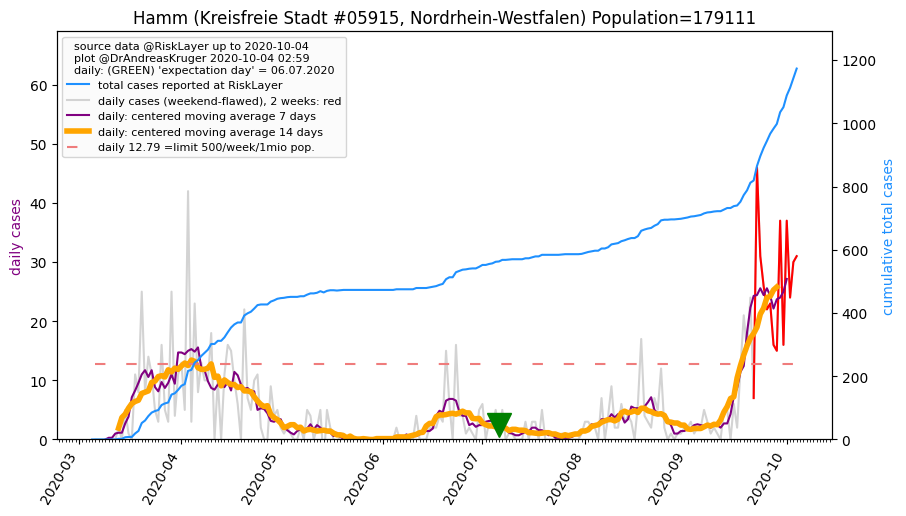 Hamm (Kreisfreie Stadt #05915, Nordrhein-Westfalen) Population=179111
source data @RiskLayer up to 2020-10-04
plot @DrAndreasKruger 2020-10-04 02:59
daily: (GREEN) 'expectation day' = 06.07.2020
total cases reported at RiskLayer
daily cases (weekend-flawed), 2 weeks: red
daily: centered moving average 7 days
daily: centered moving average 14 days
daily 12.79 =limit 500/week/1mio pop.
daily cases
60
50
40
30
20
10
0
1200
1000
800
600
400
200
0
cumulative total cases
2020-03
2020-04
2020-05
2020-06
2020-07
2020-08
2020-09
2020-10